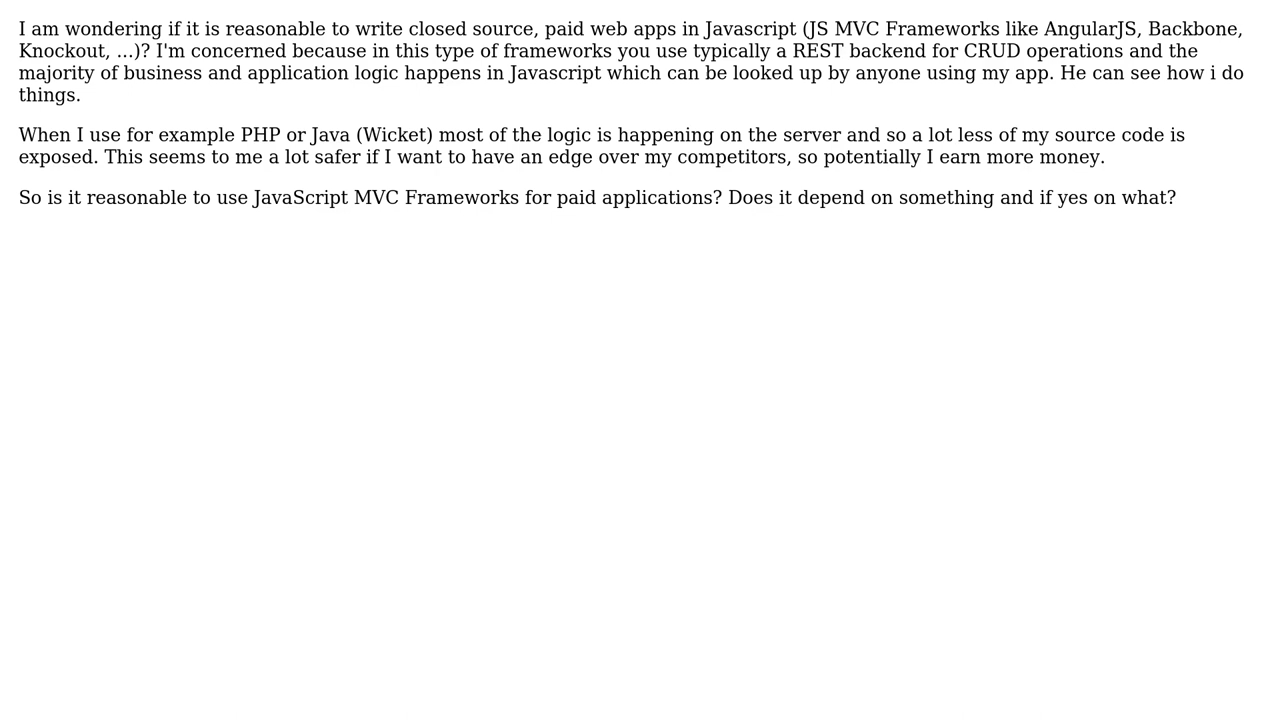 I am wondering if it is reasonable to write closed source, paid web apps in Javascript (JS MVC Frameworks like AngularJS, Backbone,
Knockout, ...)? I'm concerned because in this type of frameworks you use typically a REST backend for CRUD operations and the
majority of business and application logic happens in Javascript which can be looked up by anyone using my app. He can see how i do
things.
When I use for example PHP or Java (Wicket) most of the logic is happening on the server and so a lot less of my source code is
exposed. This seems to me a lot safer if I want to have an edge over my competitors, so potentially I earn more money.
So is it reasonable to use JavaScript MVC Frameworks for paid applications? Does it depend on something and if yes on what?